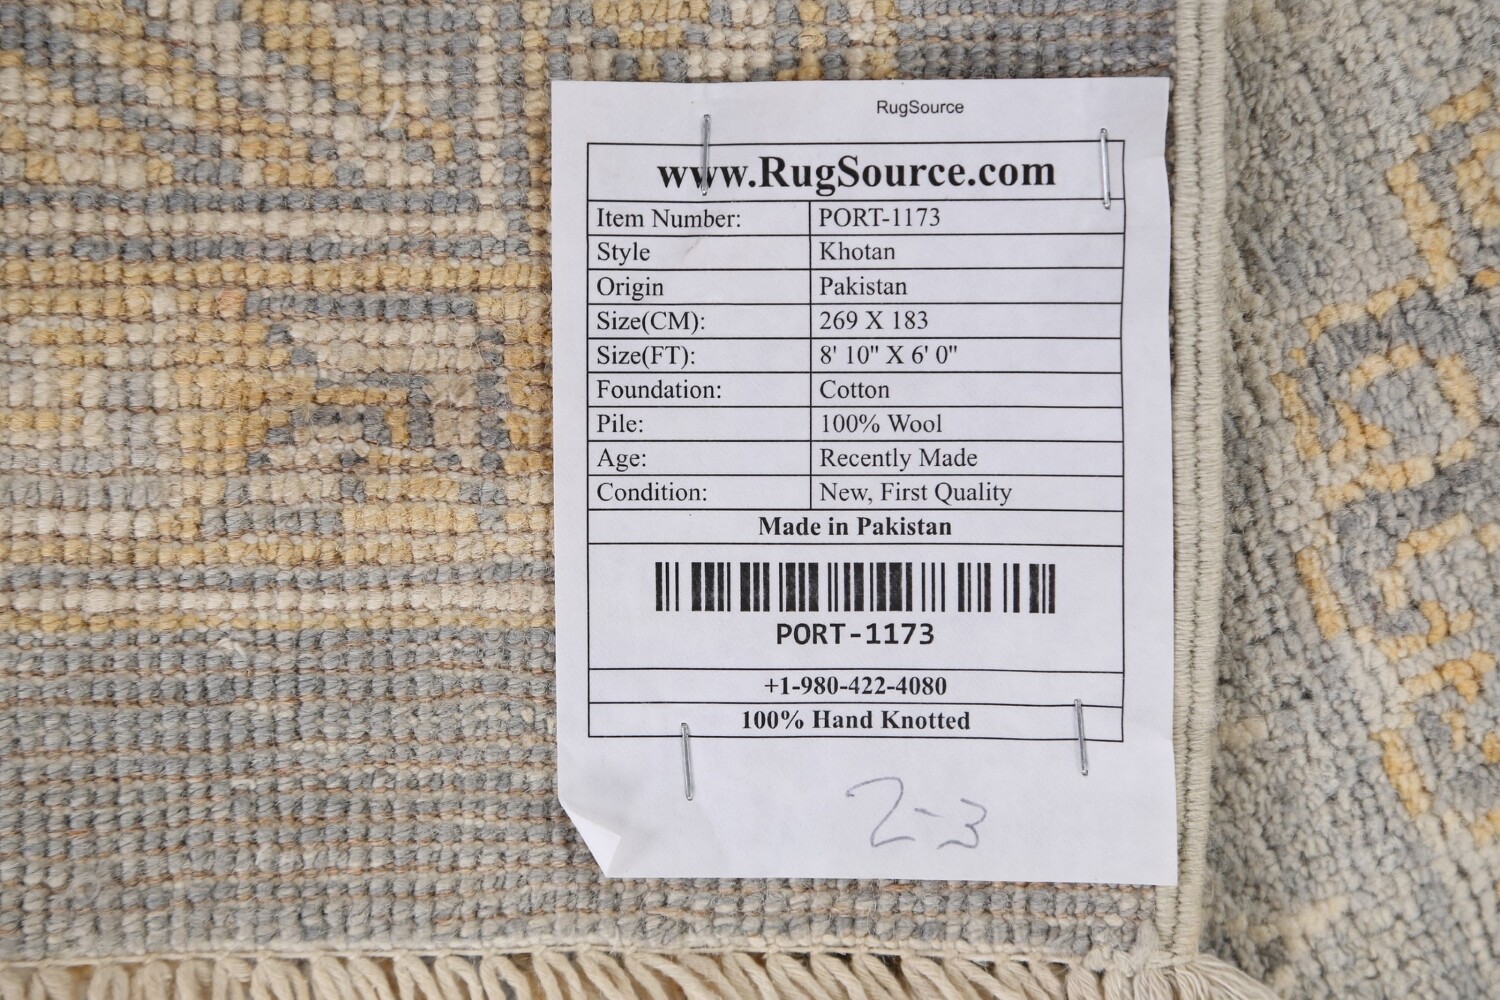 RugSource
www.RugSource.com
Item Number: PORT-1173
Style Khotan
Origin Pakistan
Size(CM): 269 X 183
Size(FT): 8' 10" X 6' 0"
Foundation: Cotton
Pile: 100% Wool
Age: Recently Made
Condition: New, First Quality
Made in Pakistan
PORT-1173
+1-980-422-4080
100% Hand Knotted
2-3